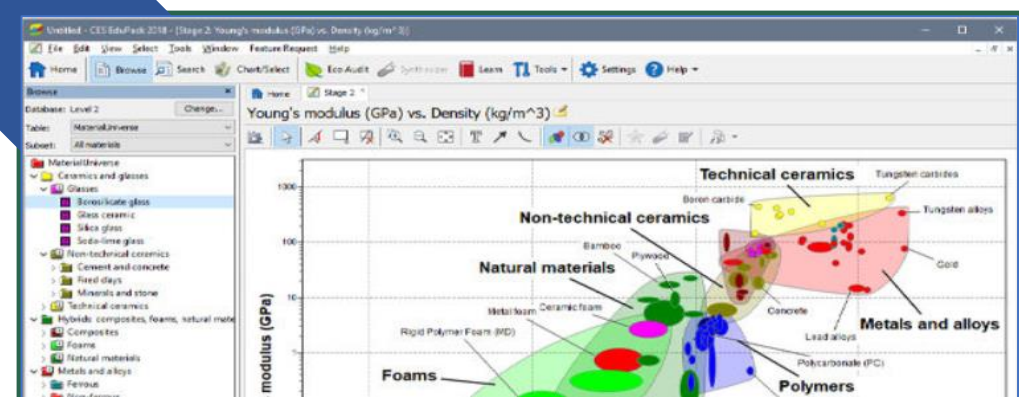 Untitled - CES EduPack 2018 - [Stage 2: Young's modulus (GPa) vs. Density (kg/m^3)]
File Edit View Select Tools Window Feature Request Help
Home Browse Search Chart/Select Eco Audit Synthesizer Learn Tools Settings Help
Browse
Home Stage 2
Database: Level 2 Change...
Young's modulus (GPa) vs. Density (kg/m^3)
Table: MaterialUniverse
Subset: All materials
MaterialUniverse
Ceramics and glasses
Glasses
Borosilicate glass
Glass ceramic
Silica glass
Soda-lime glass
Non-technical ceramics
Cement and concrete
Fired clays
Minerals and stone
Technical ceramics
Hybrids: composites, foams, natural mate
Composites
Foams
Natural materials
Metals and alloys
Ferrous
Non-ferrous
modulus (GPa)
1000
100
10
1
Technical ceramics
Tungsten carbides
Boron carbide
Tungsten alloys
Non-technical ceramics
Bamboo
Plywood
Gold
Natural materials
Metal foam
Ceramic foam
Concrete
Metals and alloys
Rigid Polymer Foam (MD)
Lead alloys
Polycarbonate (PC)
Foams
Polymers